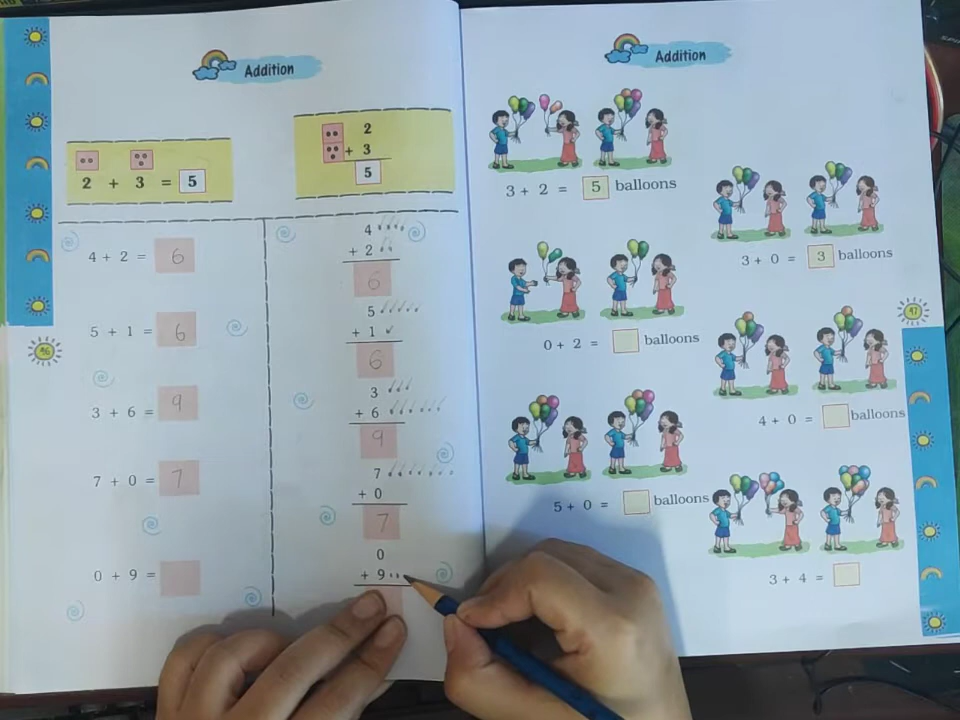 Addition
2 + 3 = 5
2
+ 3
5
4 + 2 = 6
5 + 1 = 6
3 + 6 = 9
7 + 0 = 7
0 + 9 =
4
+ 2
6
5
+ 1
6
3
+ 6
9
7
+ 0
7
0
+ 9
96
Addition
3 + 2 = 5 balloons
3 + 0 = 3 balloons
0 + 2 = balloons
4 + 0 = balloons
5 + 0 = balloons
3 + 4 =
97